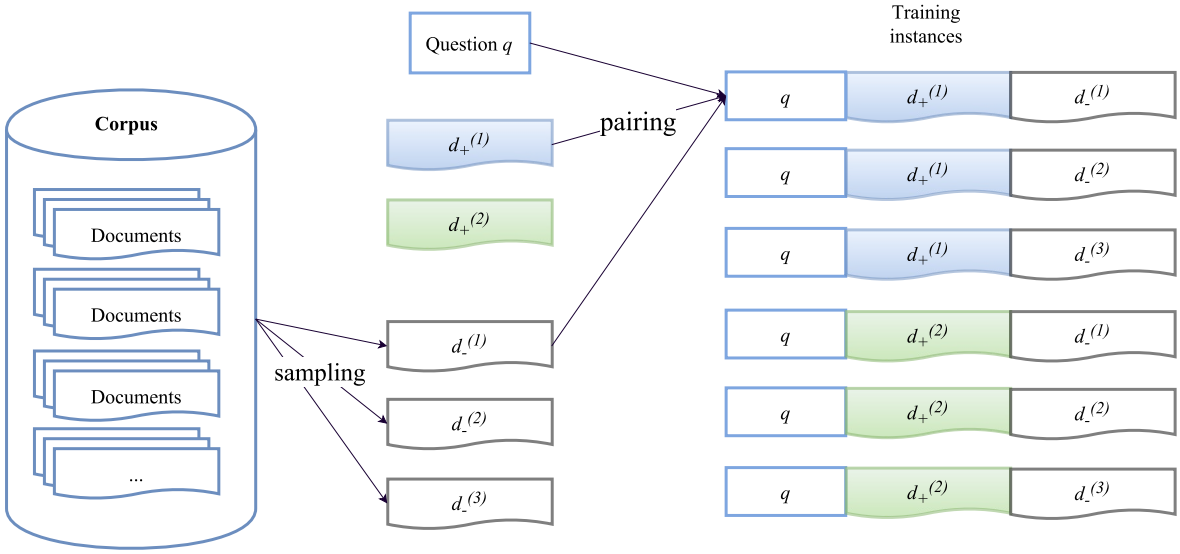 Training
instances
Question q
Corpus
Documents
Documents
Documents
...
sampling
d₊⁽¹⁾
d₊⁽²⁾
d₋⁽¹⁾
d₋⁽²⁾
d₋⁽³⁾
pairing
q d₊⁽¹⁾ d₋⁽¹⁾
q d₊⁽¹⁾ d₋⁽²⁾
q d₊⁽¹⁾ d₋⁽³⁾
q d₊⁽²⁾ d₋⁽¹⁾
q d₊⁽²⁾ d₋⁽²⁾
q d₊⁽²⁾ d₋⁽³⁾